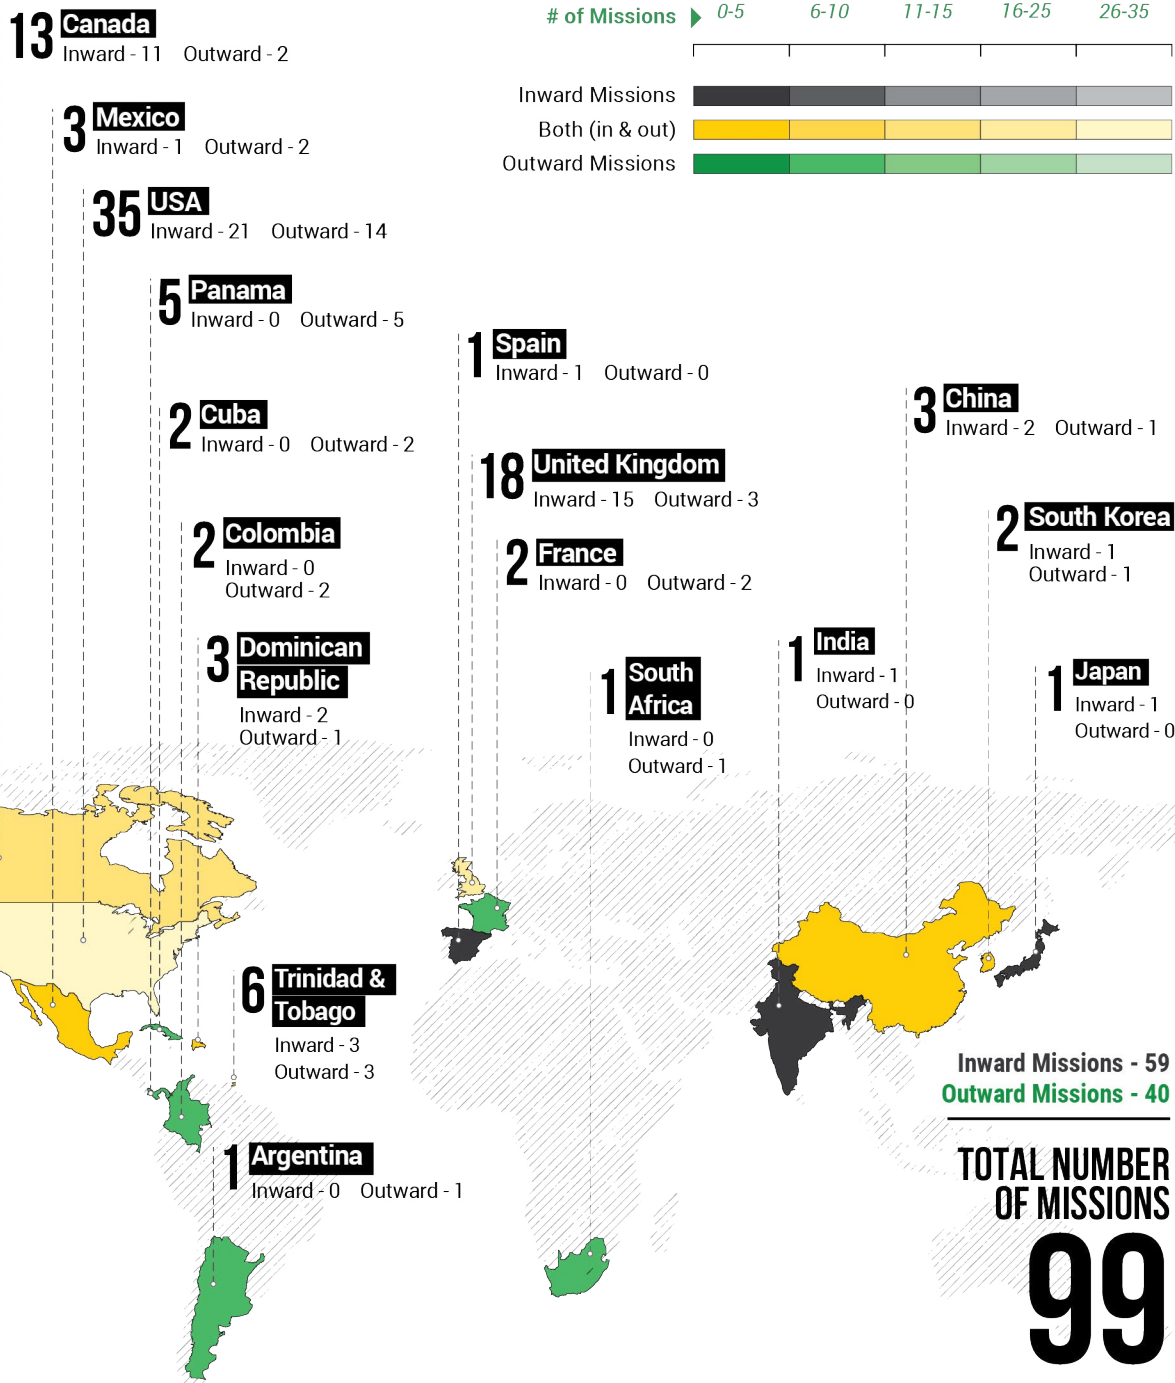 13 Canada
Inward - 11 Outward - 2
3 Mexico
Inward - 1 Outward - 2
35 USA
Inward - 21 Outward - 14
5 Panama
Inward - 0 Outward - 5
2 Cuba
Inward - 0 Outward - 2
2 Colombia
Inward - 0
Outward - 2
3 Dominican
Republic
Inward - 2
Outward - 1
# of Missions 0-5 6-10 11-15 16-25 26-35
Inward Missions
Both (in & out)
Outward Missions
1 Spain
Inward - 1 Outward - 0
18 United Kingdom
Inward - 15 Outward - 3
2 France
Inward - 0 Outward - 2
1 South
Africa
Inward - 0
Outward - 1
3 China
Inward - 2 Outward - 1
2 South Korea
Inward - 1
Outward - 1
1 India
Inward - 1
Outward - 0
1 Japan
Inward - 1
Outward - 0
6 Trinidad &
Tobago
Inward - 3
Outward - 3
1 Argentina
Inward - 0 Outward - 1
Inward Missions - 59
Outward Missions - 40
TOTAL NUMBER
OF MISSIONS
99